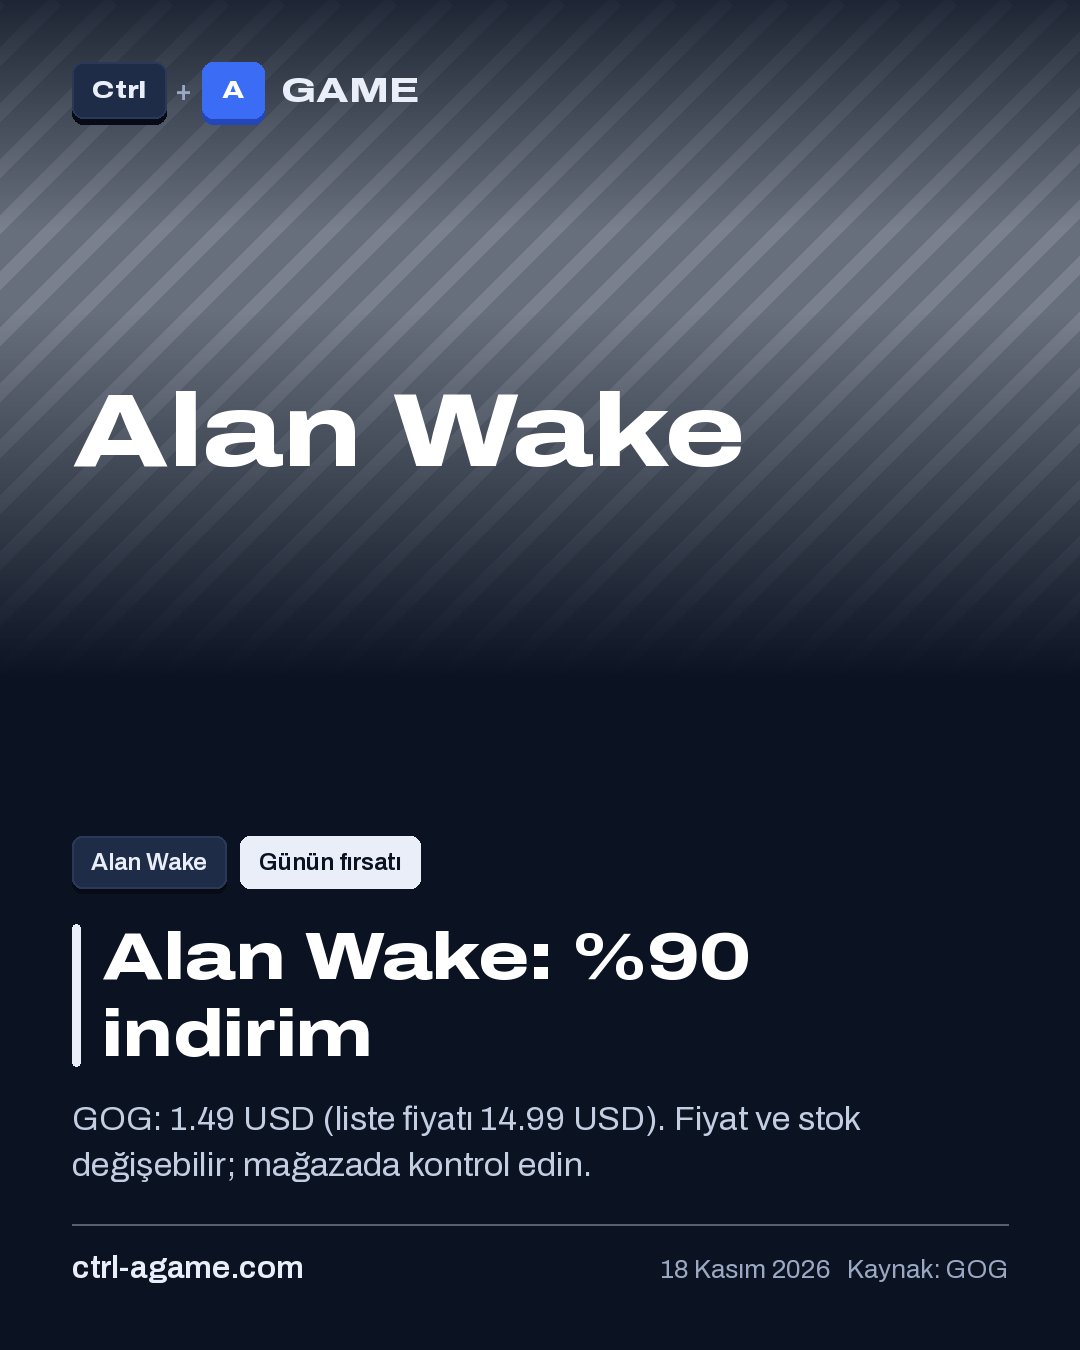 Ctrl + A GAME
Alan Wake
Alan Wake Günün fırsatı
Alan Wake: %90
indirim
GOG: 1.49 USD (liste fiyatı 14.99 USD). Fiyat ve stok
değişebilir; mağazada kontrol edin.
ctrl-agame.com 18 Kasım 2026 Kaynak: GOG